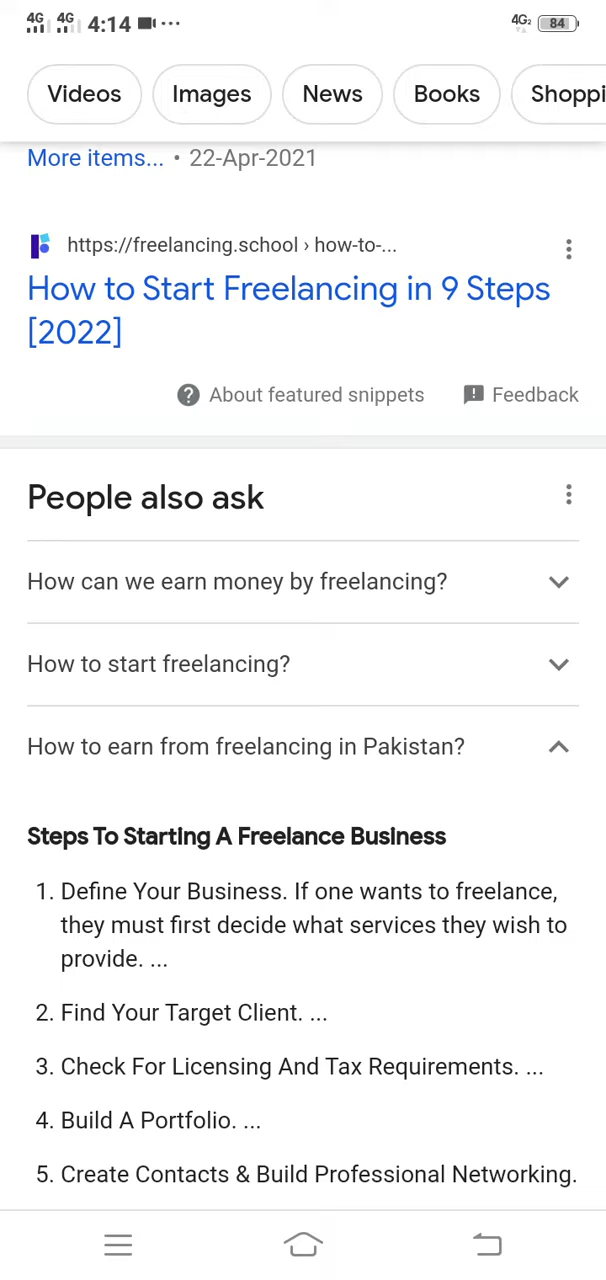 4G 4G 4:14 ... 4G2 84
Videos Images News Books Shoppi
More items... • 22-Apr-2021
https://freelancing.school › how-to-...
How to Start Freelancing in 9 Steps
[2022]
About featured snippets Feedback
People also ask
How can we earn money by freelancing?
How to start freelancing?
How to earn from freelancing in Pakistan?
Steps To Starting A Freelance Business
1. Define Your Business. If one wants to freelance,
they must first decide what services they wish to
provide. ...
2. Find Your Target Client. ...
3. Check For Licensing And Tax Requirements. ...
4. Build A Portfolio. ...
5. Create Contacts & Build Professional Networking.